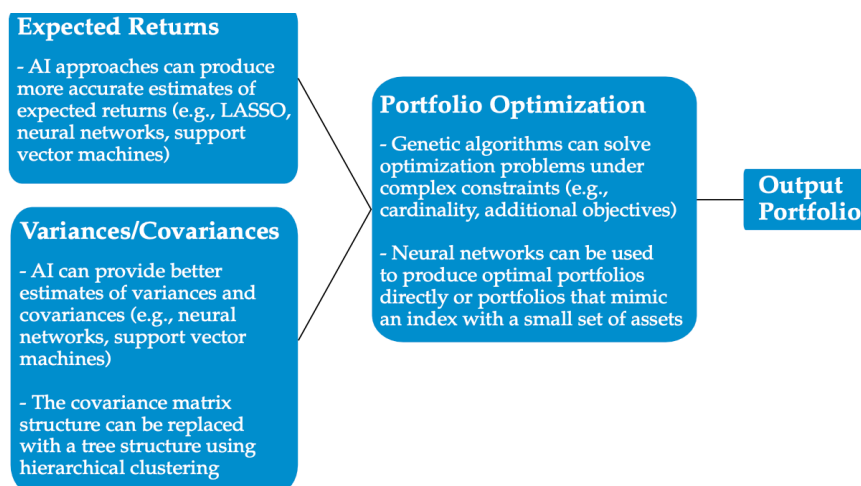 Expected Returns
- AI approaches can produce
more accurate estimates of
expected returns (e.g., LASSO,
neural networks, support
vector machines)
Variances/Covariances
- AI can provide better
estimates of variances and
covariances (e.g., neural
networks, support vector
machines)
- The covariance matrix
structure can be replaced
with a tree structure using
hierarchical clustering
Portfolio Optimization
- Genetic algorithms can solve
optimization problems under
complex constraints (e.g.,
cardinality, additional objectives)
- Neural networks can be used
to produce optimal portfolios
directly or portfolios that mimic
an index with a small set of assets
Output
Portfolio